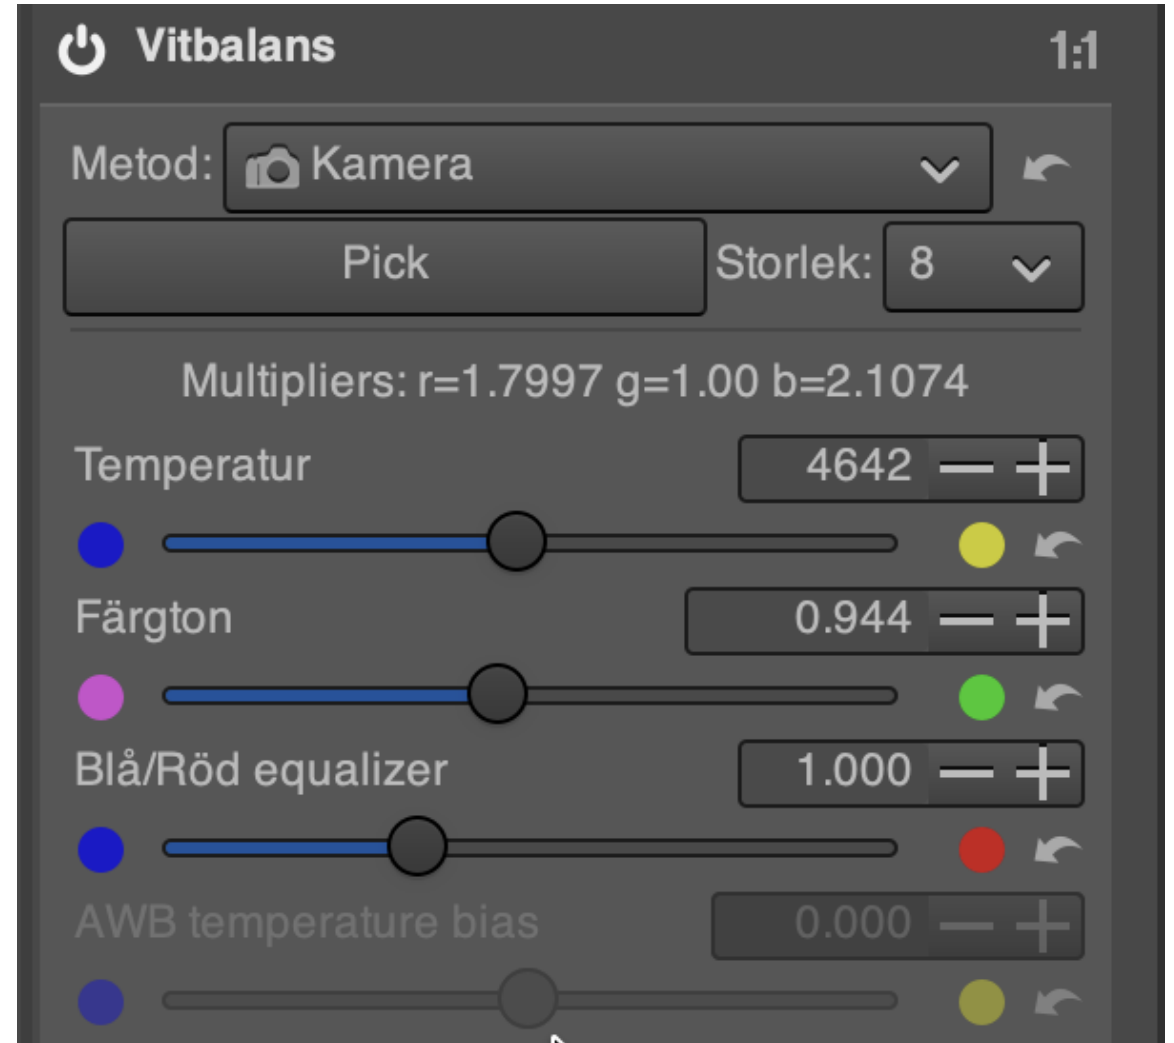 Vitbalans 1:1
Metod: Kamera
Pick Storlek: 8
Multipliers: r=1.7997 g=1.00 b=2.1074
Temperatur 4642
Färgton 0.944
Blå/Röd equalizer 1.000
AWB temperature bias 0.000